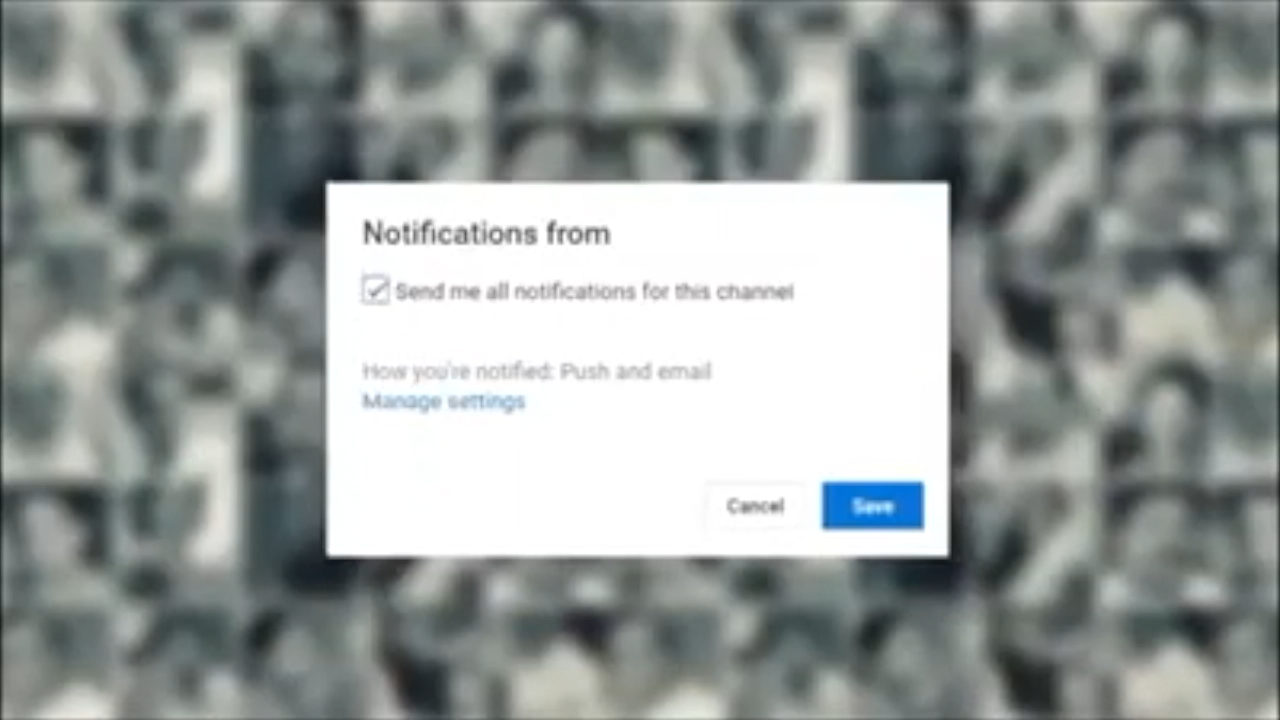 Notifications from
Send me all notifications for this channel
How you're notified: Push and email
Manage settings
Cancel
Save